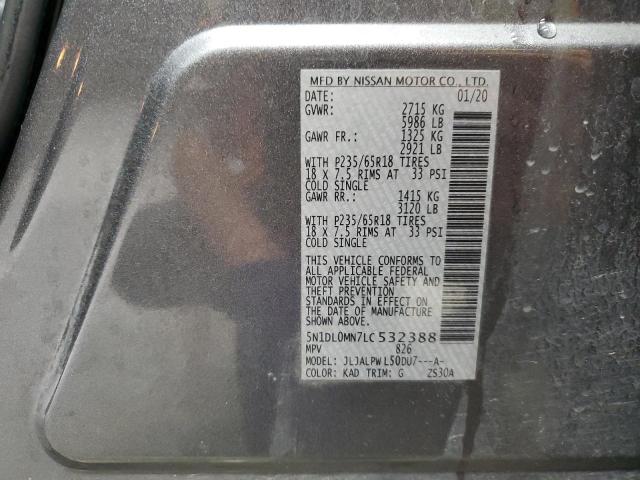 MFD BY NISSAN MOTOR CO., LTD.
DATE: 01/20
GVWR: 2715 KG
5986 LB
GAWR FR.: 1325 KG
2921 LB
WITH P235/65R18 TIRES
18 X 7.5 RIMS AT 33 PSI
COLD SINGLE
GAWR RR.: 1415 KG
3120 LB
WITH P235/65R18 TIRES
18 X 7.5 RIMS AT 33 PSI
COLD SINGLE
THIS VEHICLE CONFORMS TO
ALL APPLICABLE FEDERAL
MOTOR VEHICLE SAFETY AND
THEFT PREVENTION
STANDARDS IN EFFECT ON
THE DATE OF MANUFACTURE
SHOWN ABOVE.
5N1DL0MN7LC532388
MPV 826
MODEL: JLJALPWL50DU7---A-
COLOR: KAD TRIM: G ZS30A